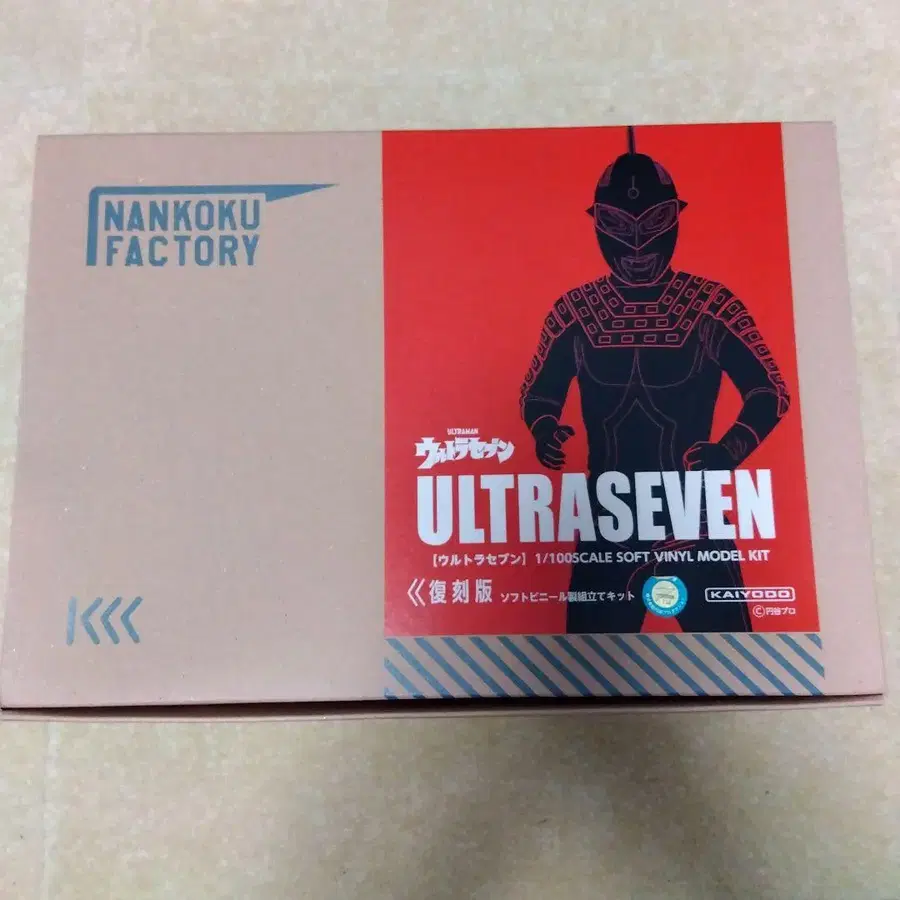 NANKOKU
FACTORY
ULTRAMAN
ウルトラセブン
ULTRASEVEN
【ウルトラセブン】1/100SCALE SOFT VINYL MODEL KIT
復刻版 ソフトビニール製組立てキット
KAIYODO
©円谷プロ